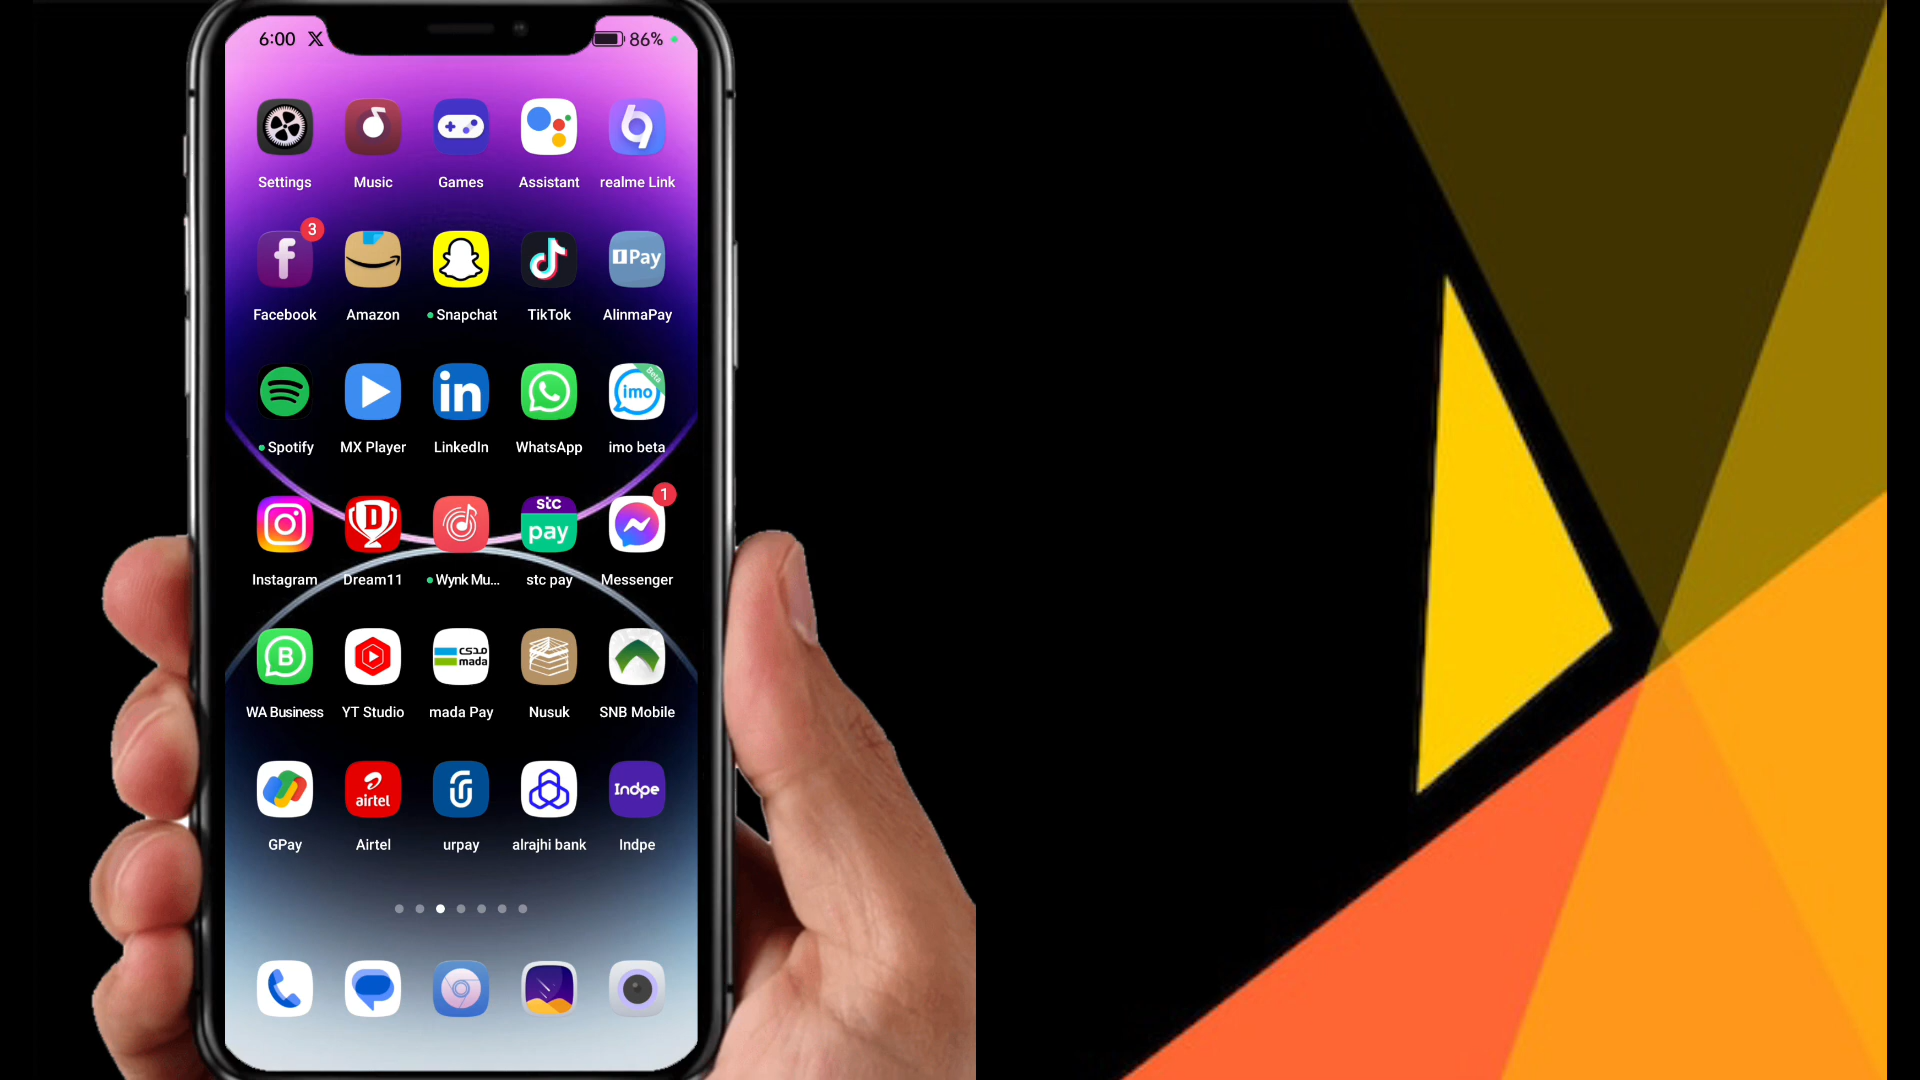 6:00 X 86%
Settings Music Games Assistant realme Link
3
Pay
Facebook Amazon Snapchat TikTok AlinmaPay
in imo Beta
Spotify MX Player LinkedIn WhatsApp imo beta
D stc pay 1
Instagram Dream11 Wynk Mu... stc pay Messenger
B مدى mada
WA Business YT Studio mada Pay Nusuk SNB Mobile
airtel Indpe
GPay Airtel urpay alrajhi bank Indpe